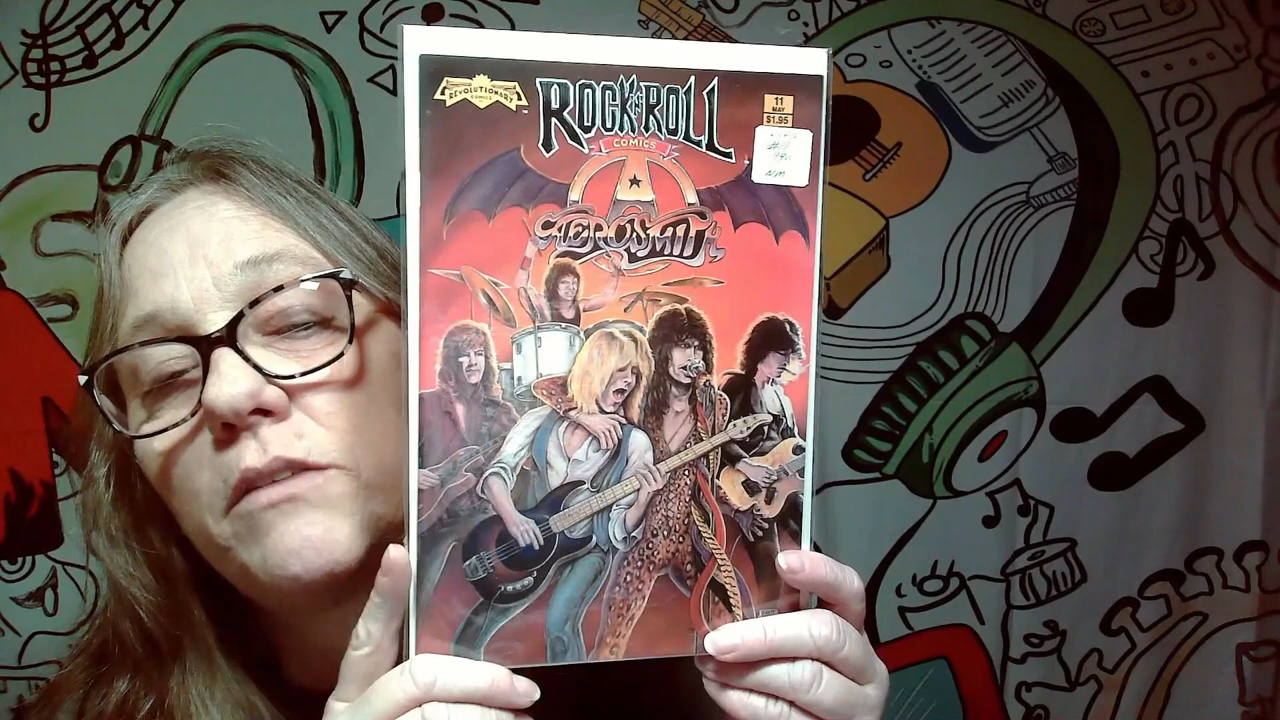 REVOLUTIONARY
COMICS
ROCK N ROLL
COMICS
11
MAY
$1.95
A
AEROSMITH